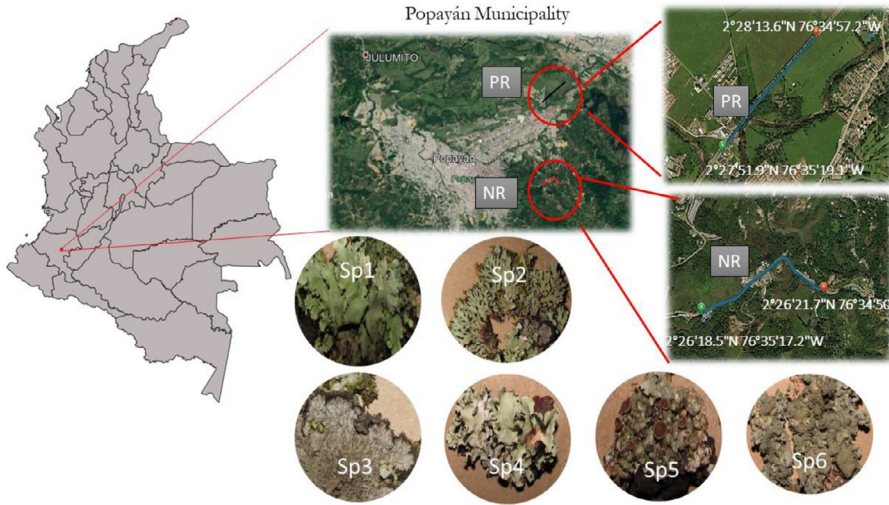 Popayán Municipality
JULUMITO
PR
Popayán
NR
2°28'13.6"N 76°34'57.2"W
PR
2°27'51.9"N 76°35'19.1"W
NR
2°26'21.7"N 76°34'50
2°26'18.5"N 76°35'17.2"W
Sp1
Sp2
Sp3
Sp4
Sp5
Sp6